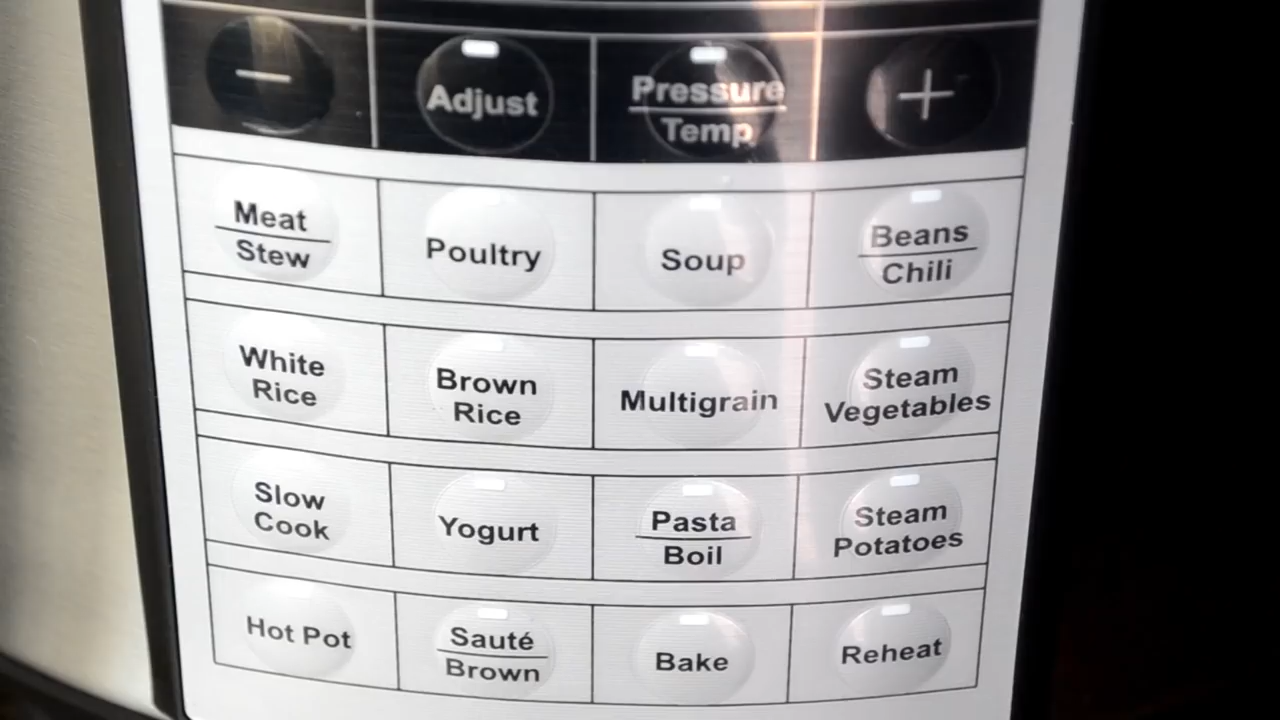 − Adjust Pressure Temp +
Meat Stew Poultry Soup Beans Chili
White Rice Brown Rice Multigrain Steam Vegetables
Slow Cook Yogurt Pasta Boil Steam Potatoes
Hot Pot Sauté Brown Bake Reheat